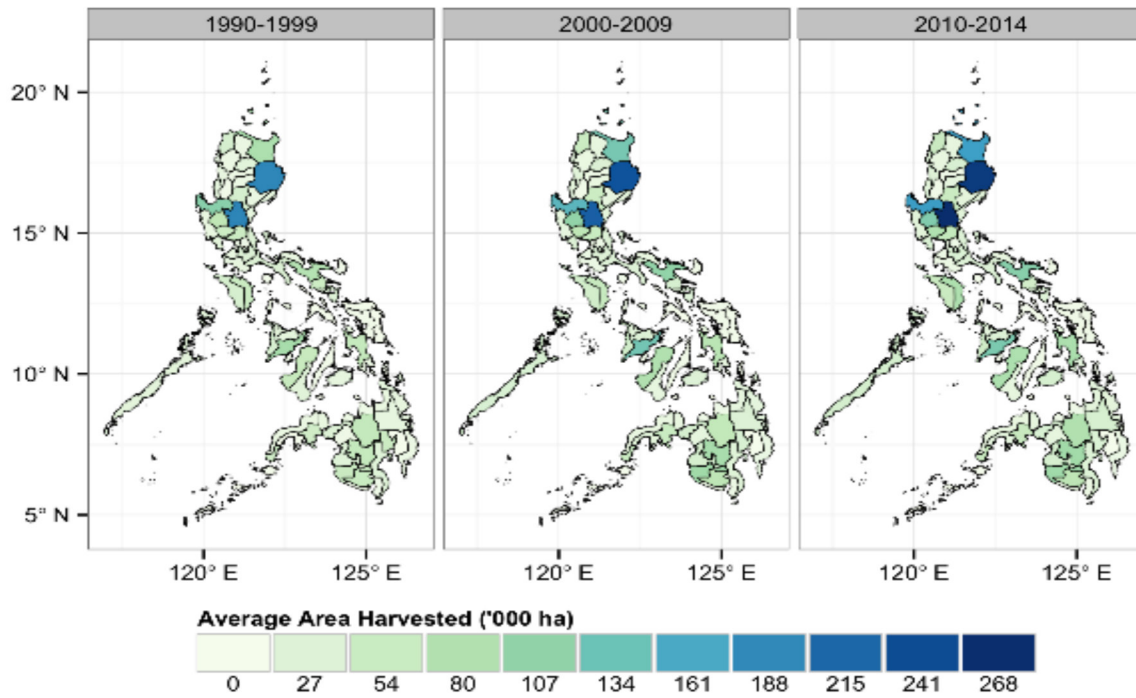 1990-1999 2000-2009 2010-2014
20° N
15° N
10° N
5° N
120° E 125° E 120° E 125° E 120° E 125° E
Average Area Harvested ('000 ha)
0 27 54 80 107 134 161 188 215 241 268